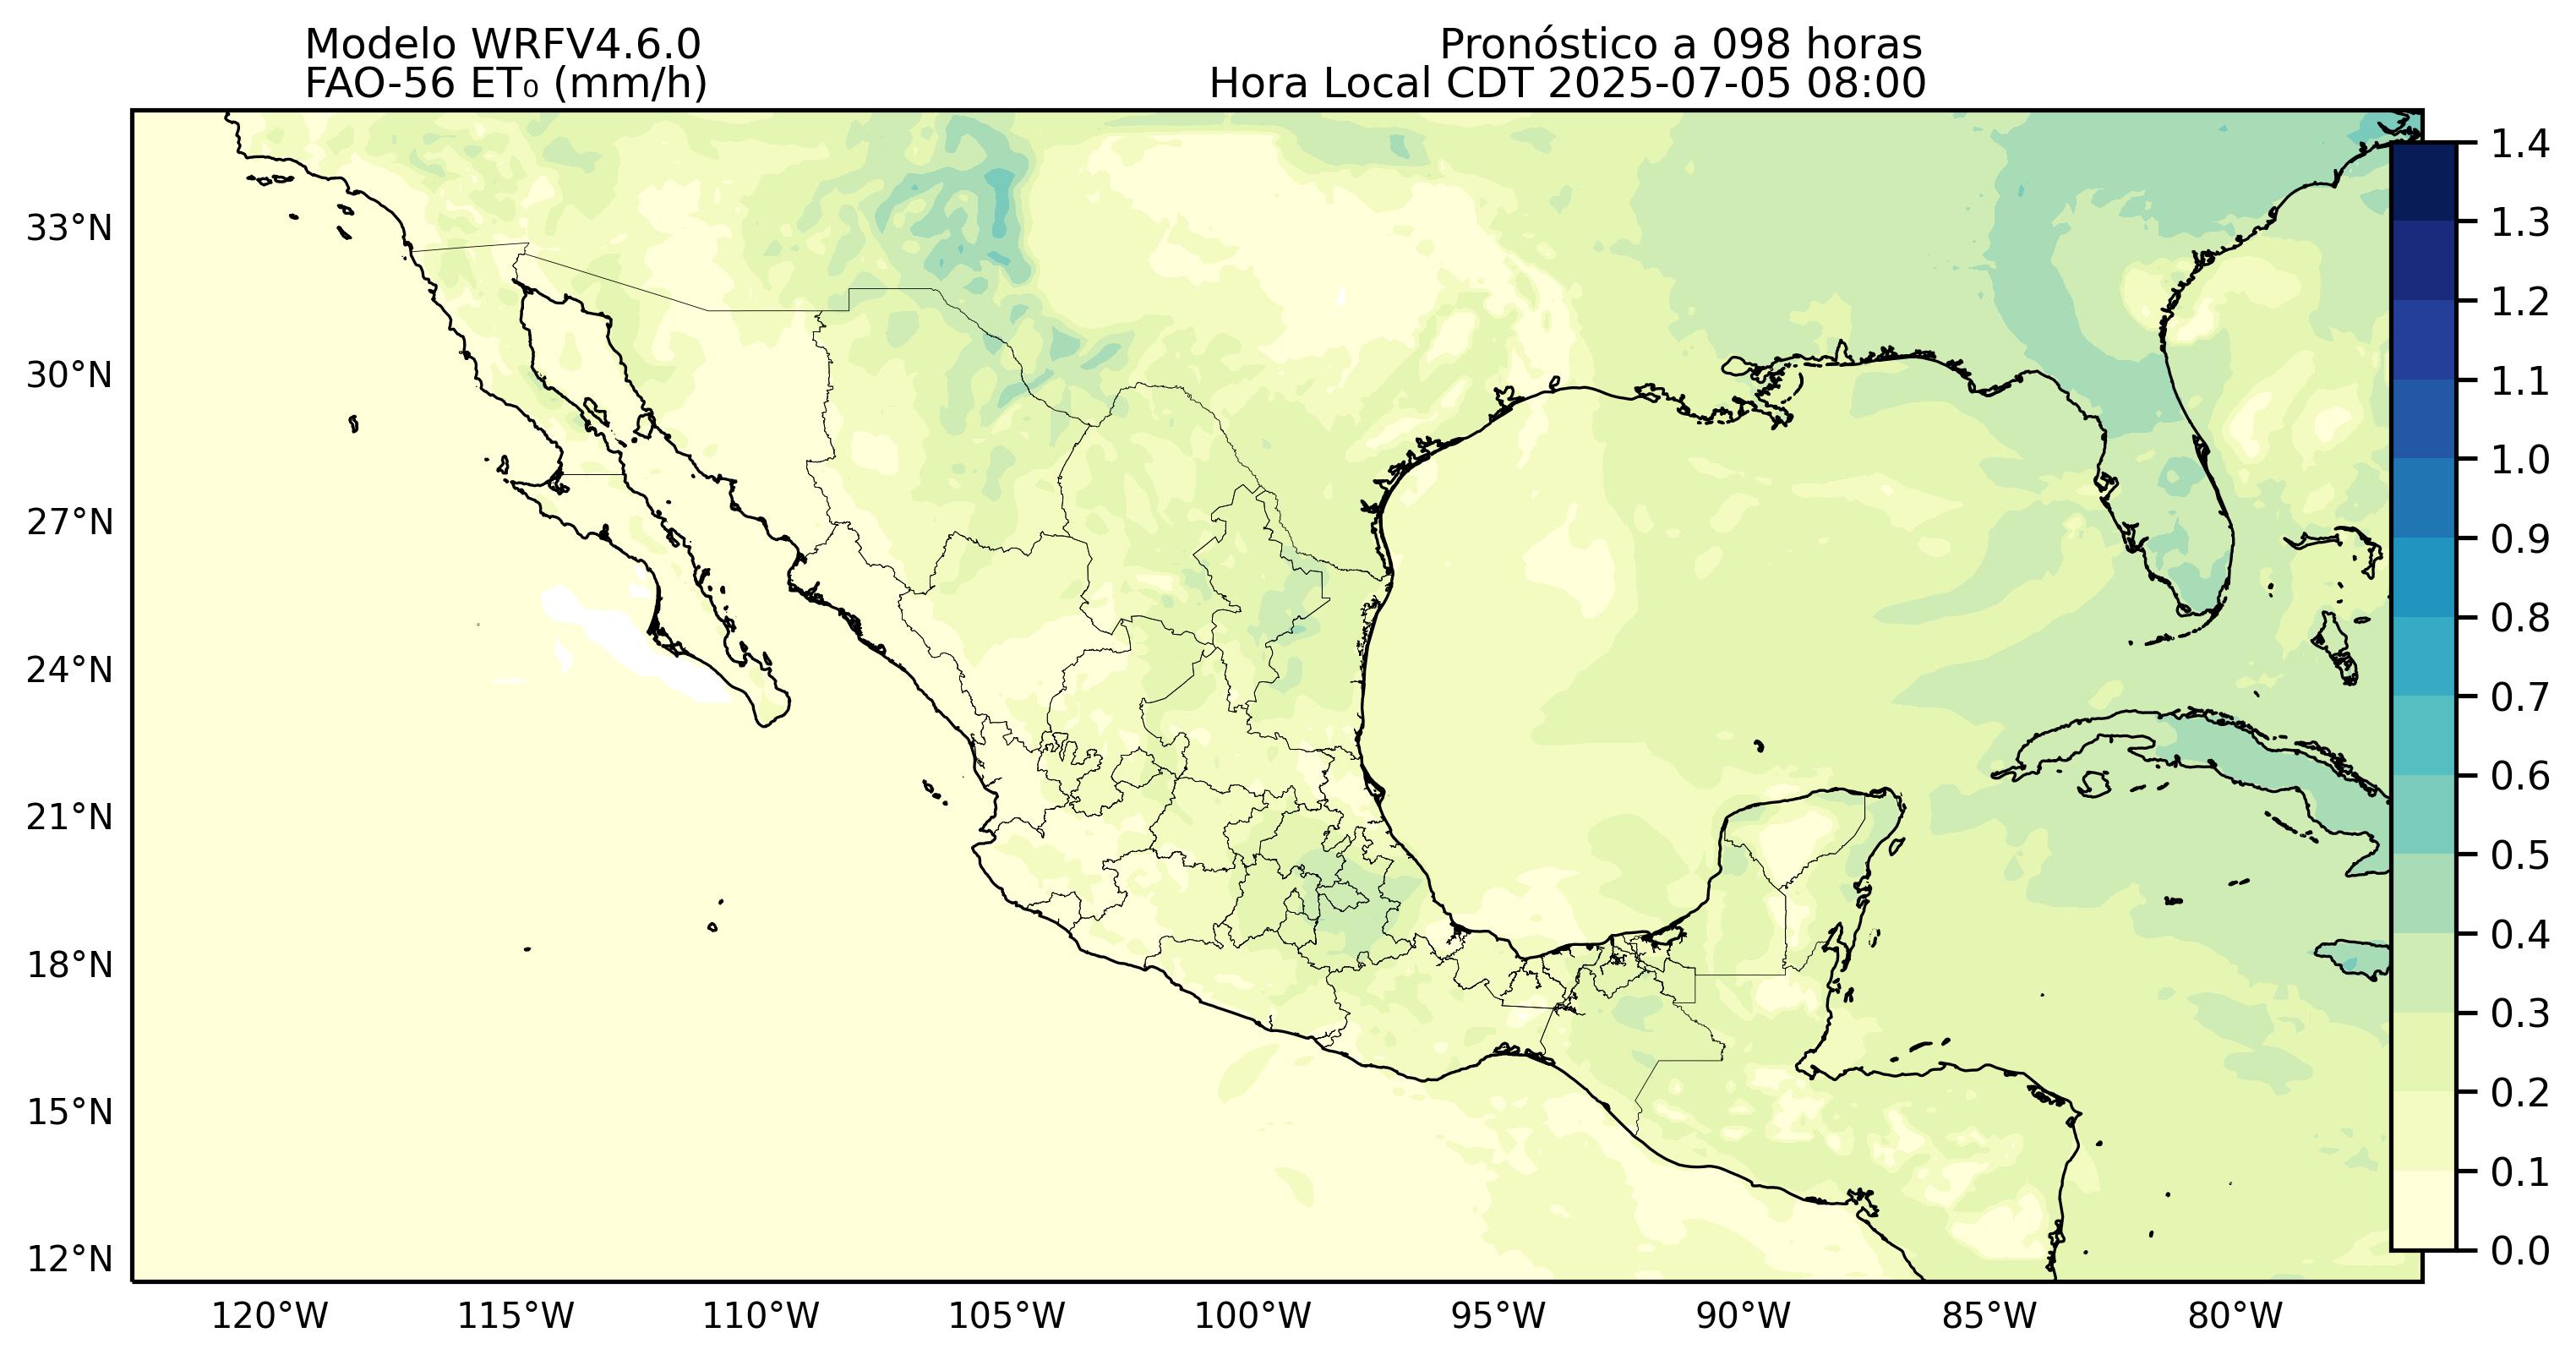 Modelo WRFV4.6.0
Pronóstico a 098 horas
FAO-56 ET₀ (mm/h)
Hora Local CDT 2025-07-05 08:00
33°N
30°N
27°N
24°N
21°N
18°N
15°N
12°N
120°W
115°W
110°W
105°W
100°W
95°W
90°W
85°W
80°W
1.4
1.3
1.2
1.1
1.0
0.9
0.8
0.7
0.6
0.5
0.4
0.3
0.2
0.1
0.0